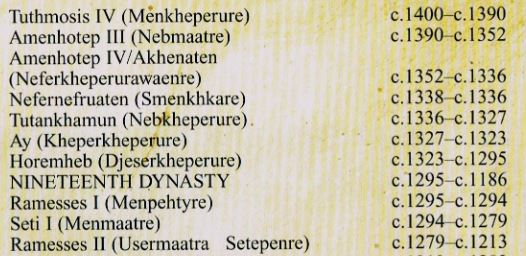 Tuthmosis IV (Menkheperure) c.1400–c.1390
Amenhotep III (Nebmaatre) c.1390–c.1352
Amenhotep IV/Akhenaten
(Neferkheperurawaenre) c.1352–c.1336
Nefernefruaten (Smenkhkare) c.1338–c.1336
Tutankhamun (Nebkheperure) c.1336–c.1327
Ay (Kheperkheperure) c.1327–c.1323
Horemheb (Djeserkheperure) c.1323–c.1295
NINETEENTH DYNASTY c.1295–c.1186
Ramesses I (Menpehtyre) c.1295–c.1294
Seti I (Menmaatre) c.1294–c.1279
Ramesses II (Usermaatra Setepenre) c.1279–c.1213